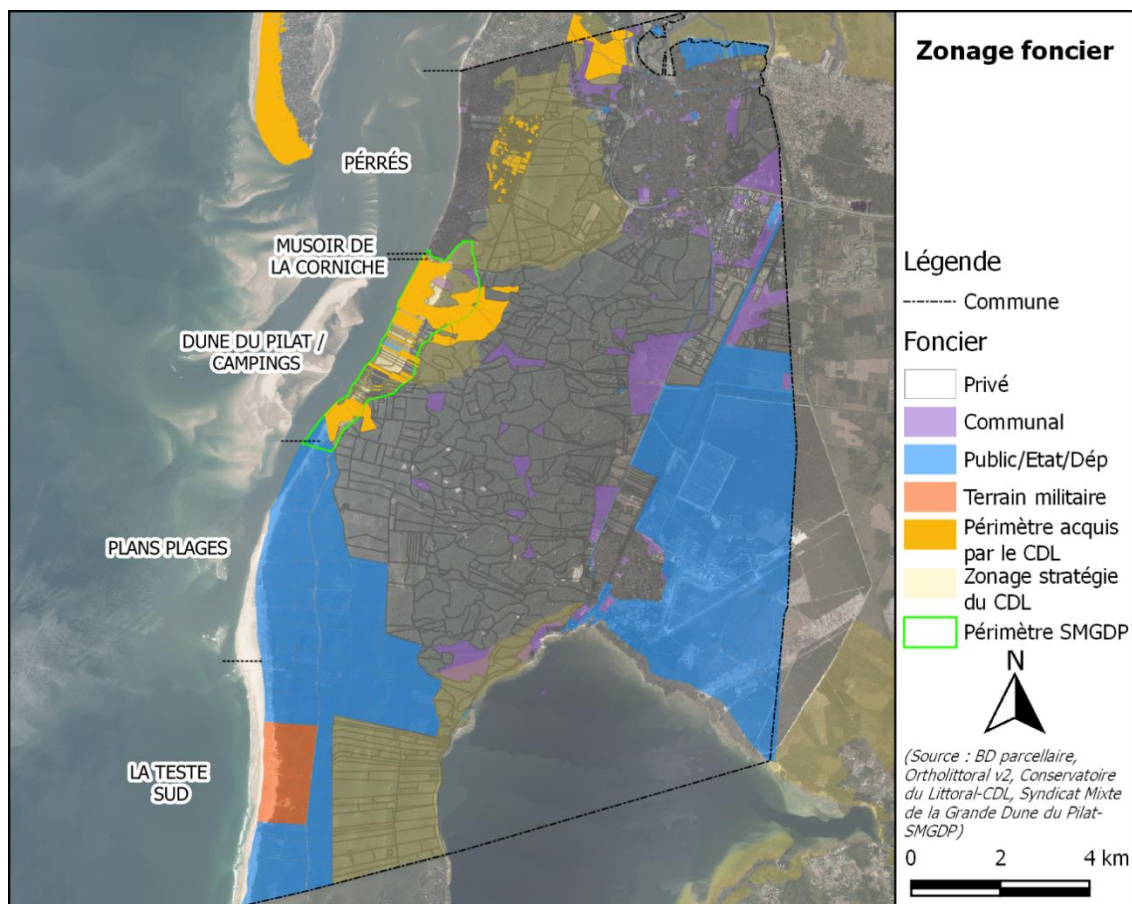 Zonage foncier
PÉRRÉS
MUSOIR DE
LA CORNICHE
DUNE DU PILAT /
CAMPINGS
PLANS PLAGES
LA TESTE
SUD
Légende
Commune
Foncier
Privé
Communal
Public/Etat/Dép
Terrain militaire
Périmètre acquis
par le CDL
Zonage stratégie
du CDL
Périmètre SMGDP
N
(Source : BD parcellaire,
Ortholittoral v2, Conservatoire
du Littoral-CDL, Syndicat Mixte
de la Grande Dune du Pilat-
SMGDP)
0 2 4 km